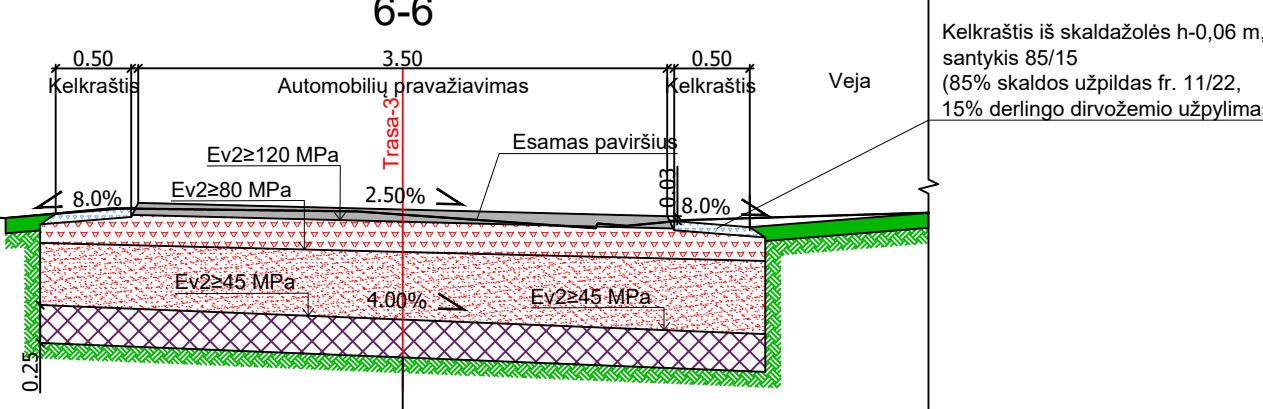 6-6
Kelkraštis iš skaldažolės h-0,06 m,
santykis 85/15
(85% skaldos užpildas fr. 11/22,
15% derlingo dirvožemio užpylimas
0.50
3.50
0.50
Kelkraštis
Automobilių pravažiavimas
Kelkraštis
Veja
Trasa-3
Esamas paviršius
Ev2≥120 MPa
Ev2≥80 MPa
0.03
8.0%
2.50%
8.0%
Ev2≥45 MPa
4.00%
Ev2≥45 MPa
0.25